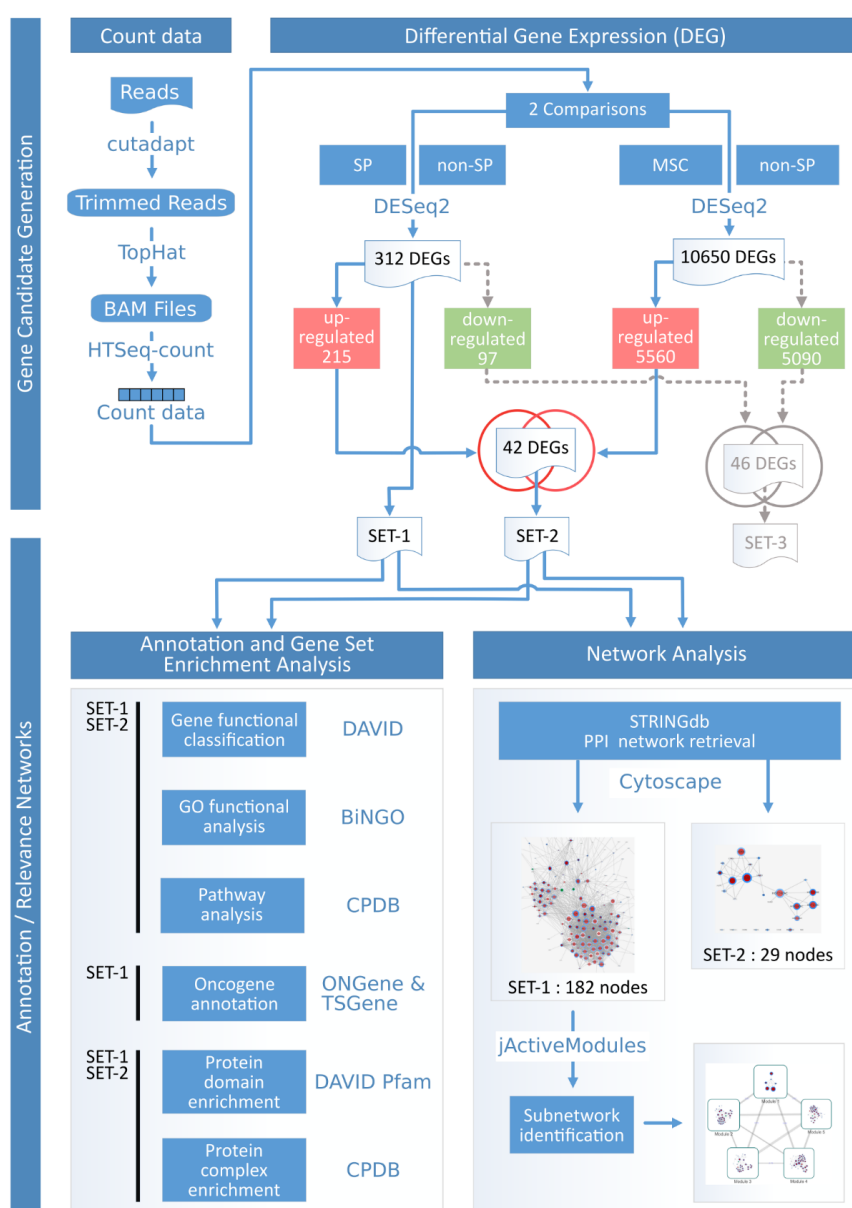 Count data
Differential Gene Expression (DEG)
Gene Candidate Generation
Reads
cutadapt
Trimmed Reads
TopHat
BAM Files
HTSeq-count
Count data
2 Comparisons
SP
non-SP
MSC
non-SP
DESeq2
DESeq2
312 DEGs
10650 DEGs
up-
regulated
215
down-
regulated
97
up-
regulated
5560
down-
regulated
5090
42 DEGs
46 DEGs
SET-1
SET-2
SET-3
Annotation / Relevance Networks
Annotation and Gene Set
Enrichment Analysis
SET-1
SET-2
Gene functional
classification
DAVID
GO functional
analysis
BiNGO
Pathway
analysis
CPDB
SET-1
Oncogene
annotation
ONGene &
TSGene
SET-1
SET-2
Protein
domain
enrichment
DAVID Pfam
Protein
complex
enrichment
CPDB
Network Analysis
STRINGdb
PPI network retrieval
Cytoscape
SET-1 : 182 nodes
SET-2 : 29 nodes
jActiveModules
Subnetwork
identification
Module 2
Module 3
Module 4